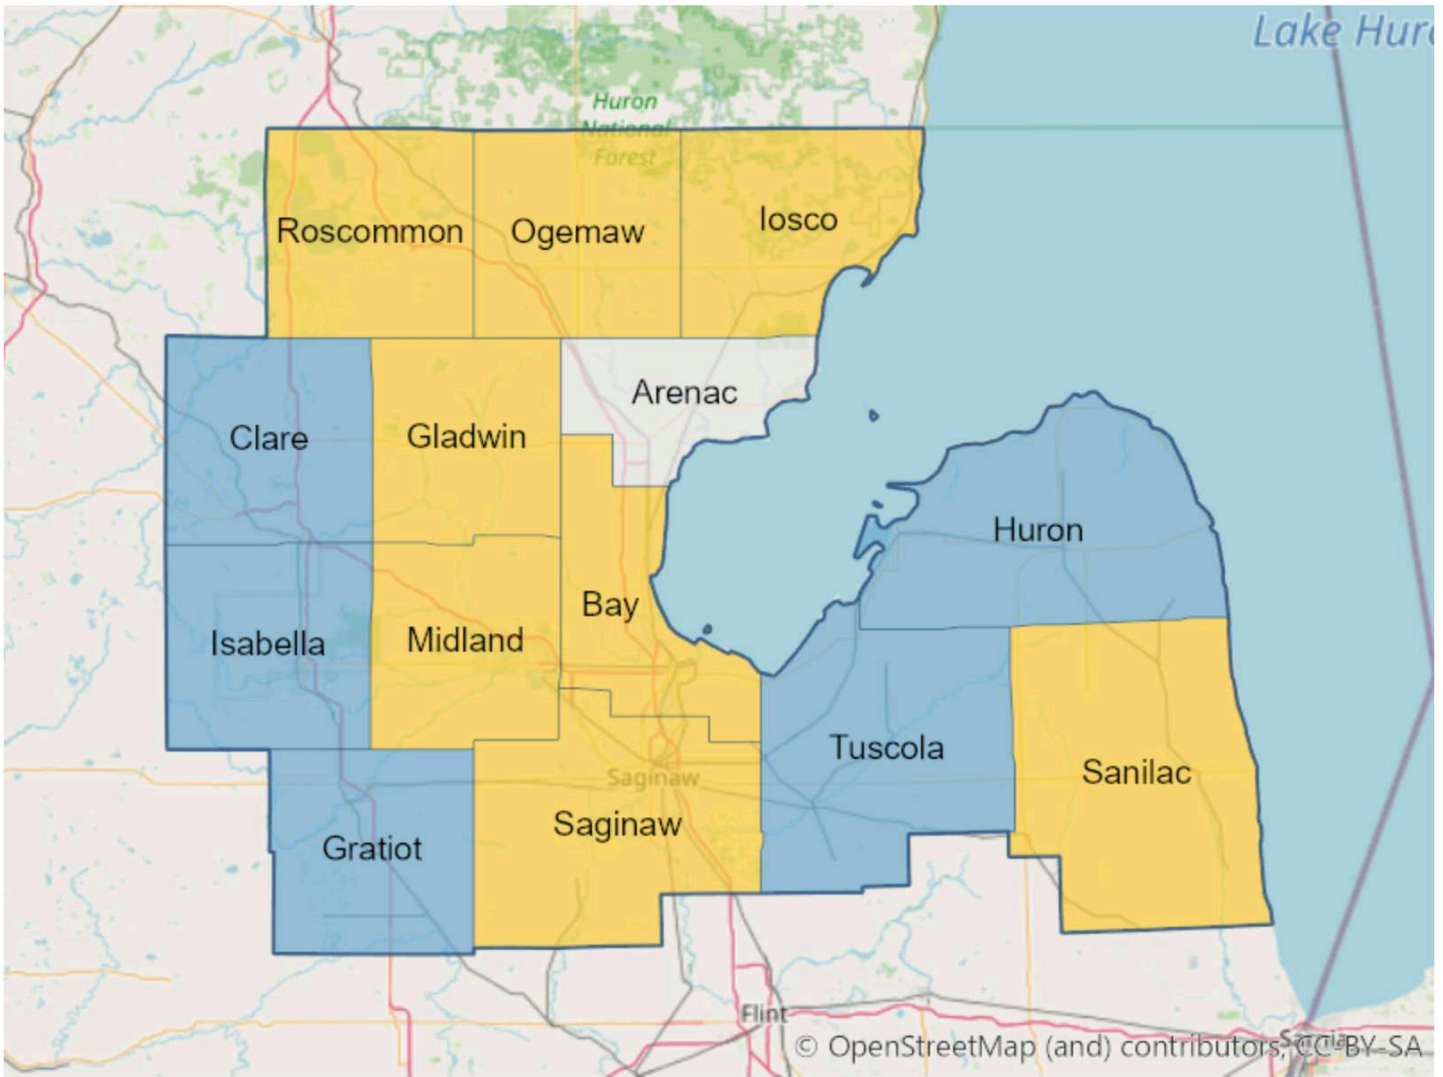 Lake Hur
Huron
National
Forest
Roscommon
Ogemaw
Iosco
Arenac
Clare
Gladwin
Huron
Bay
Isabella
Midland
Tuscola
Sanilac
Saginaw
Saginaw
Gratiot
Flint
Sarnia
© OpenStreetMap (and) contributors, CC-BY-SA